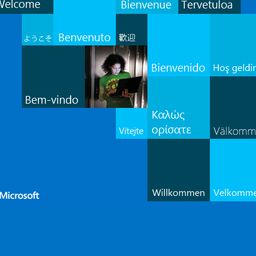 Welcome
Bienvenue
Tervetuloa
ようこそ
Benvenuto
歡迎
Bienvenido
Hoş geldin
Bem-vindo
Vítejte
Καλώς
ορίσατε
Välkomm
Willkommen
Velkomme
Microsoft